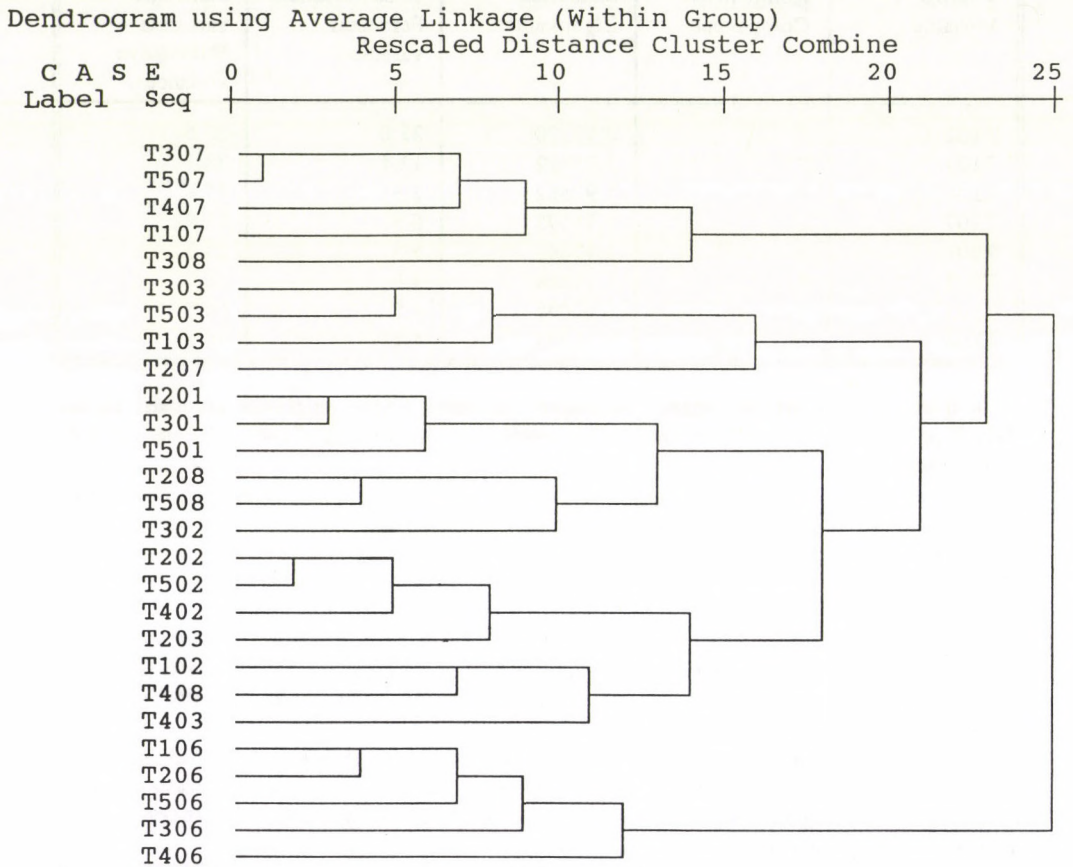 Dendrogram using Average Linkage (Within Group)
Rescaled Distance Cluster Combine
C A S E 0 5 10 15 20 25
Label Seq
T307
T507
T407
T107
T308
T303
T503
T103
T207
T201
T301
T501
T208
T508
T302
T202
T502
T402
T203
T102
T408
T403
T106
T206
T506
T306
T406